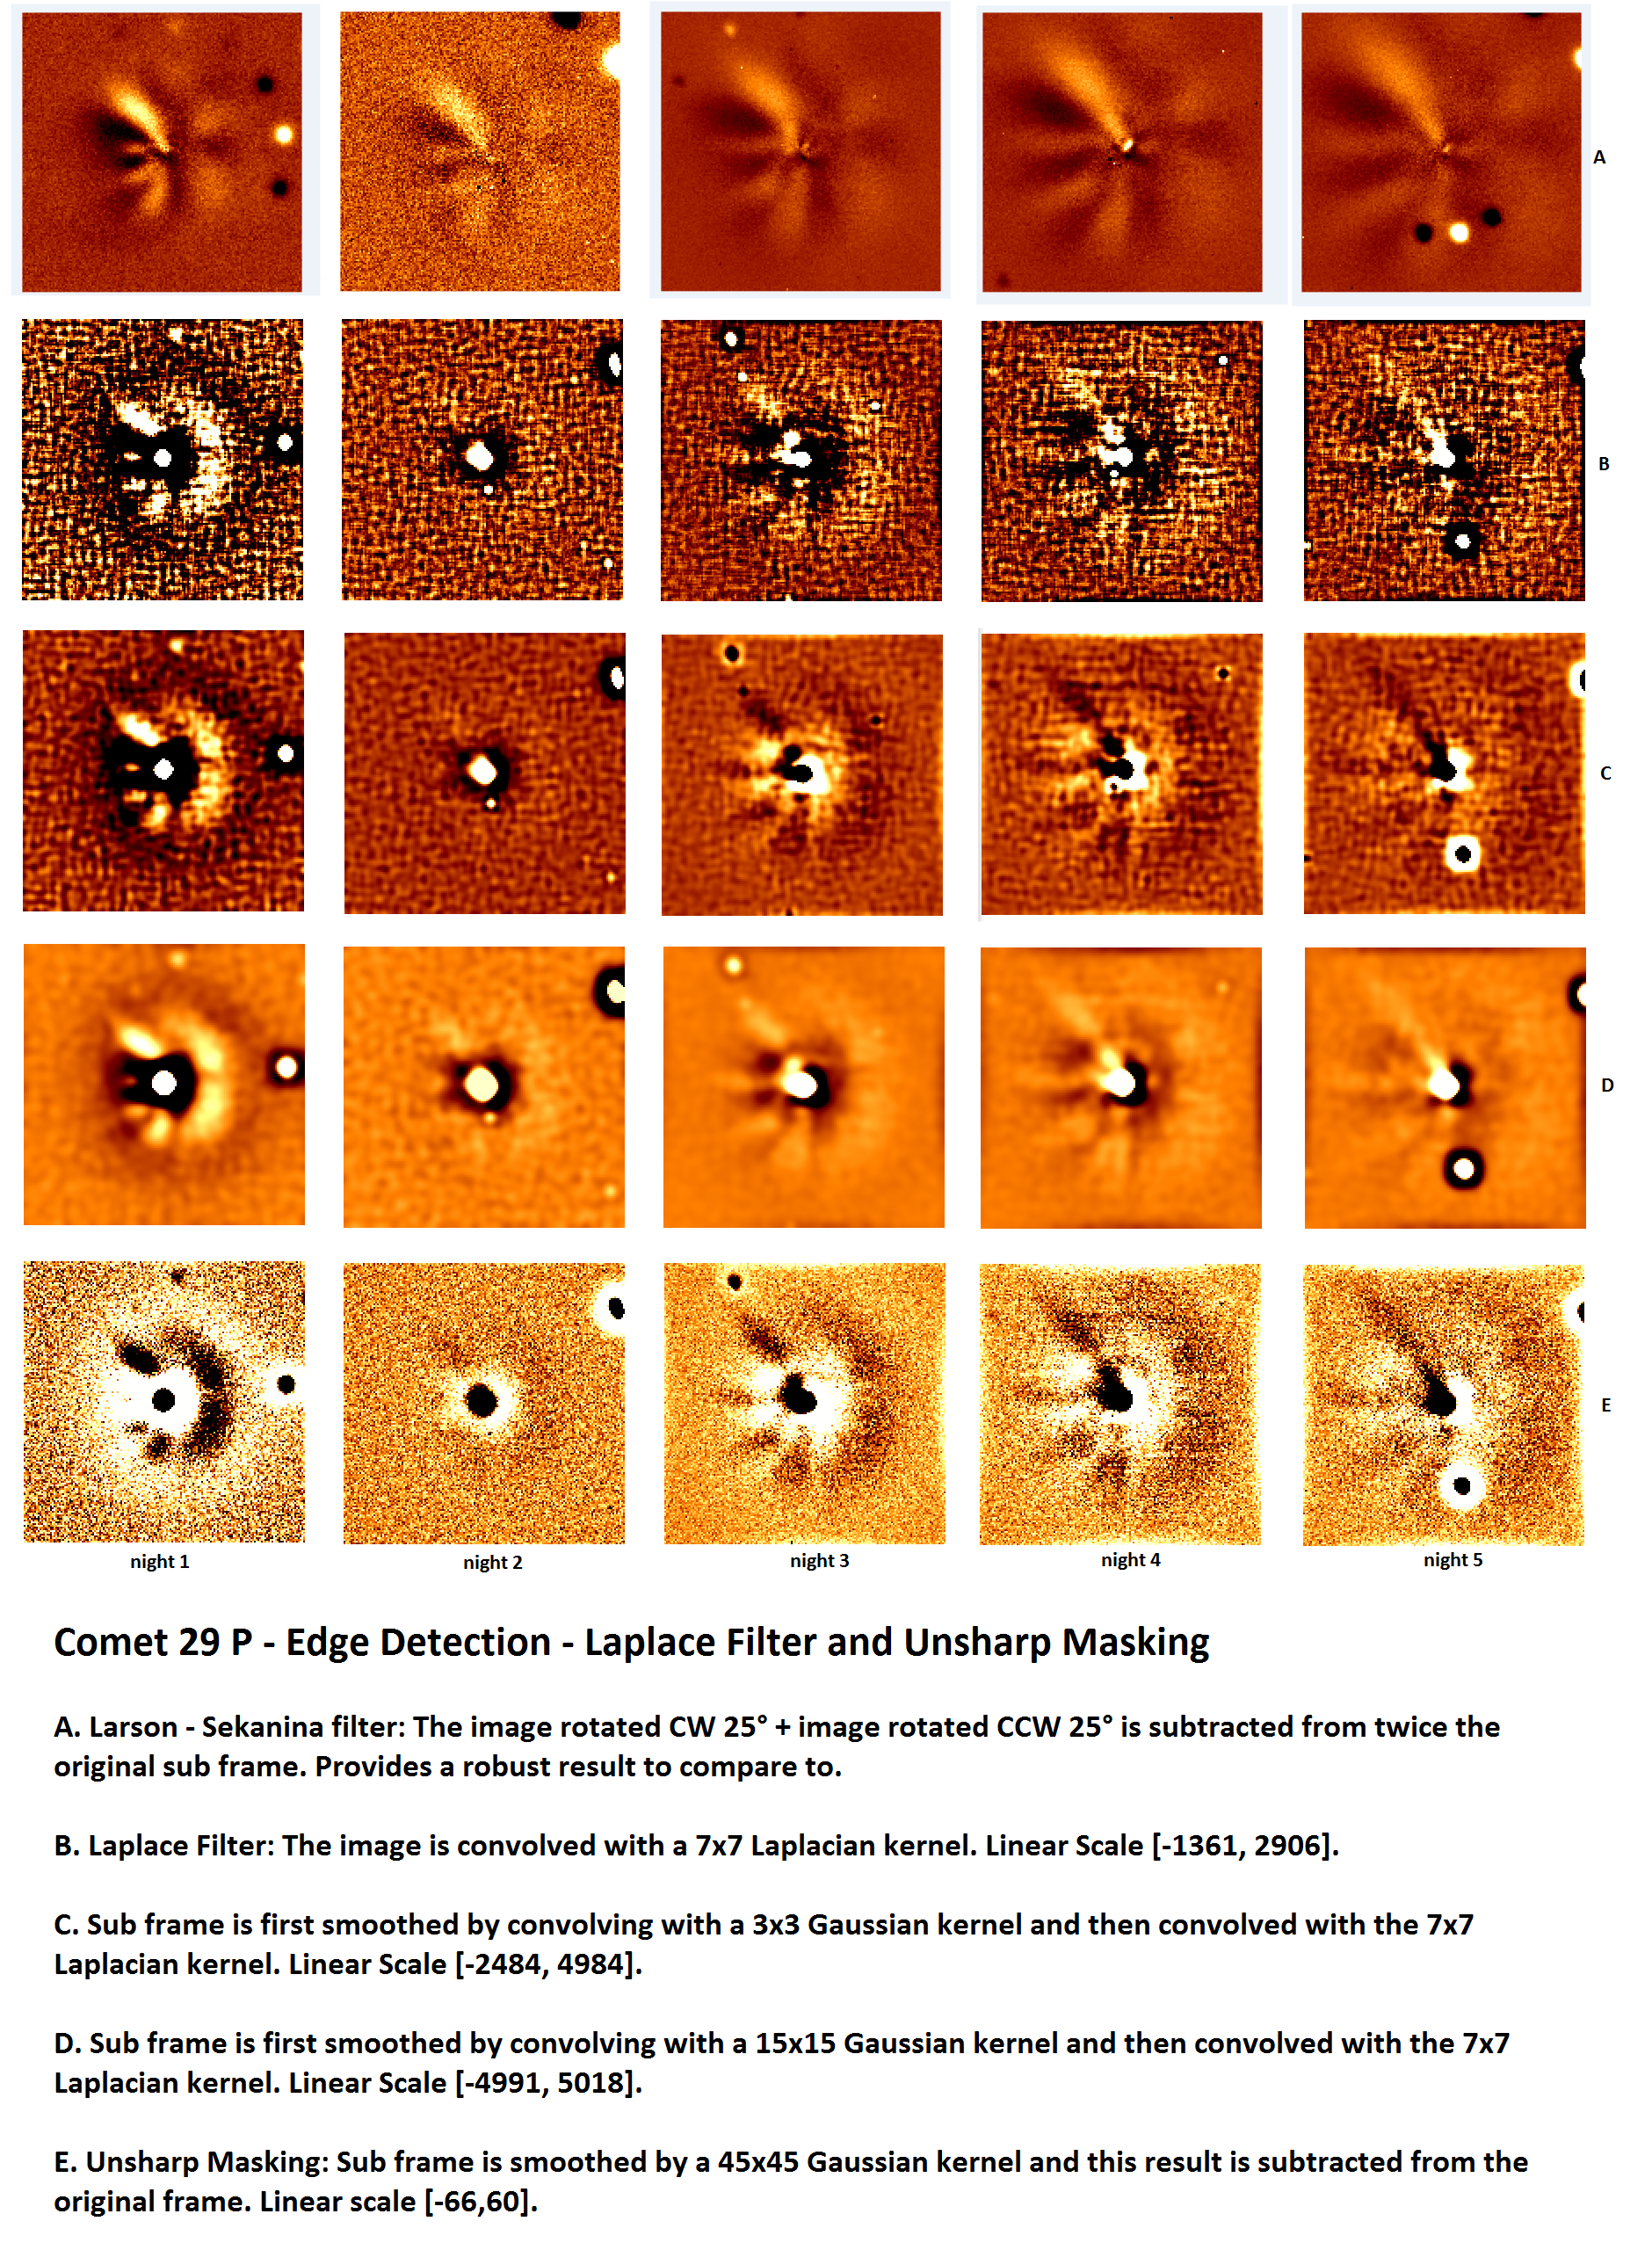 A
B
C
D
E
night 1
night 2
night 3
night 4
night 5
Comet 29 P - Edge Detection - Laplace Filter and Unsharp Masking
A. Larson - Sekanina filter: The image rotated CW 25° + image rotated CCW 25° is subtracted from twice the
original sub frame. Provides a robust result to compare to.
B. Laplace Filter: The image is convolved with a 7x7 Laplacian kernel. Linear Scale [-1361, 2906].
C. Sub frame is first smoothed by convolving with a 3x3 Gaussian kernel and then convolved with the 7x7
Laplacian kernel. Linear Scale [-2484, 4984].
D. Sub frame is first smoothed by convolving with a 15x15 Gaussian kernel and then convolved with the 7x7
Laplacian kernel. Linear Scale [-4991, 5018].
E. Unsharp Masking: Sub frame is smoothed by a 45x45 Gaussian kernel and this result is subtracted from the
original frame. Linear scale [-66,60].